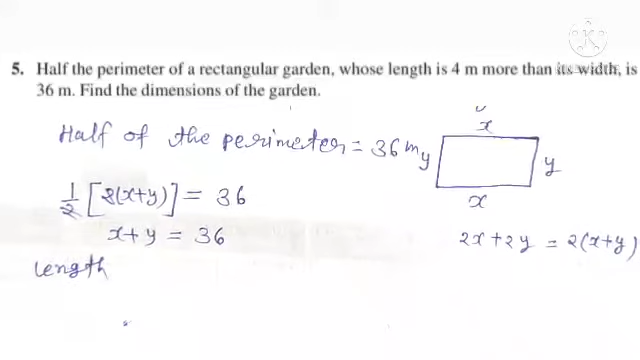 5. Half the perimeter of a rectangular garden, whose length is 4 m more than its width, is
36 m. Find the dimensions of the garden.
Half of the perimeter = 36 m
x
y
y
x
1/2 [2(x+y)] = 36
x+y = 36
2x+2y = 2(x+y)
length